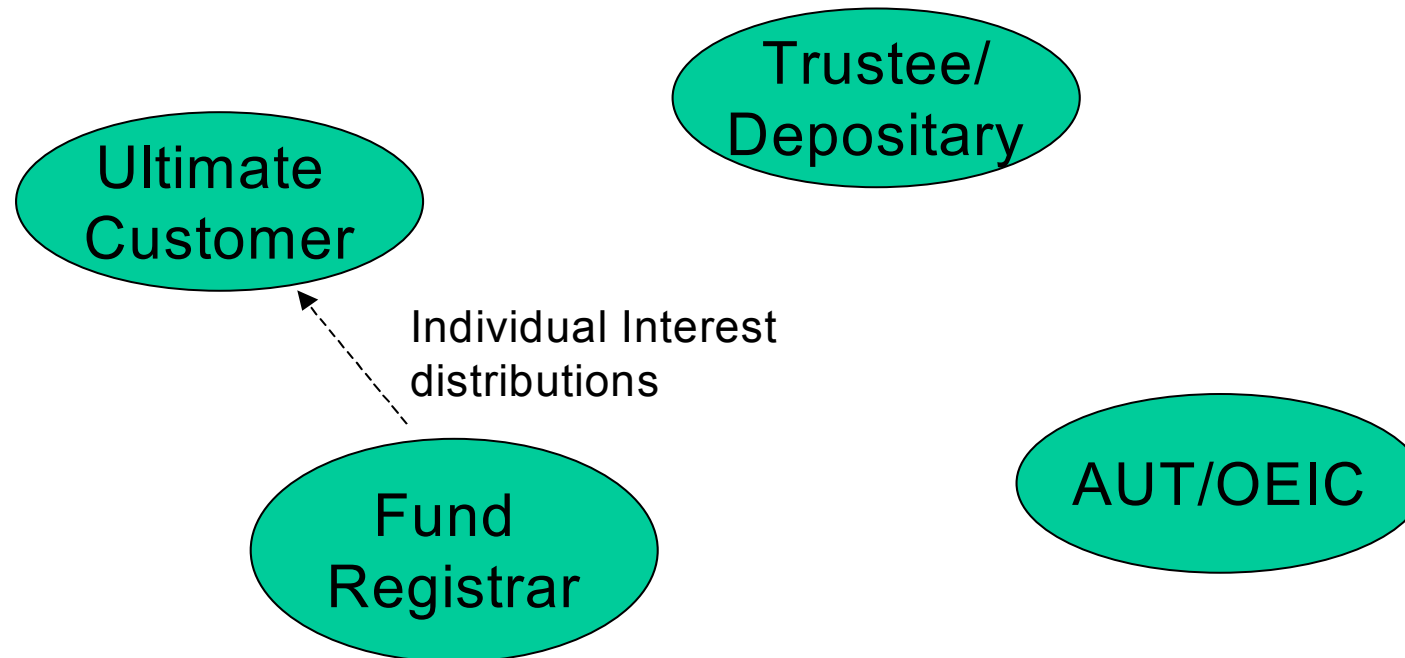 Trustee/
Depositary
Ultimate
Customer
Individual Interest
distributions
AUT/OEIC
Fund
Registrar